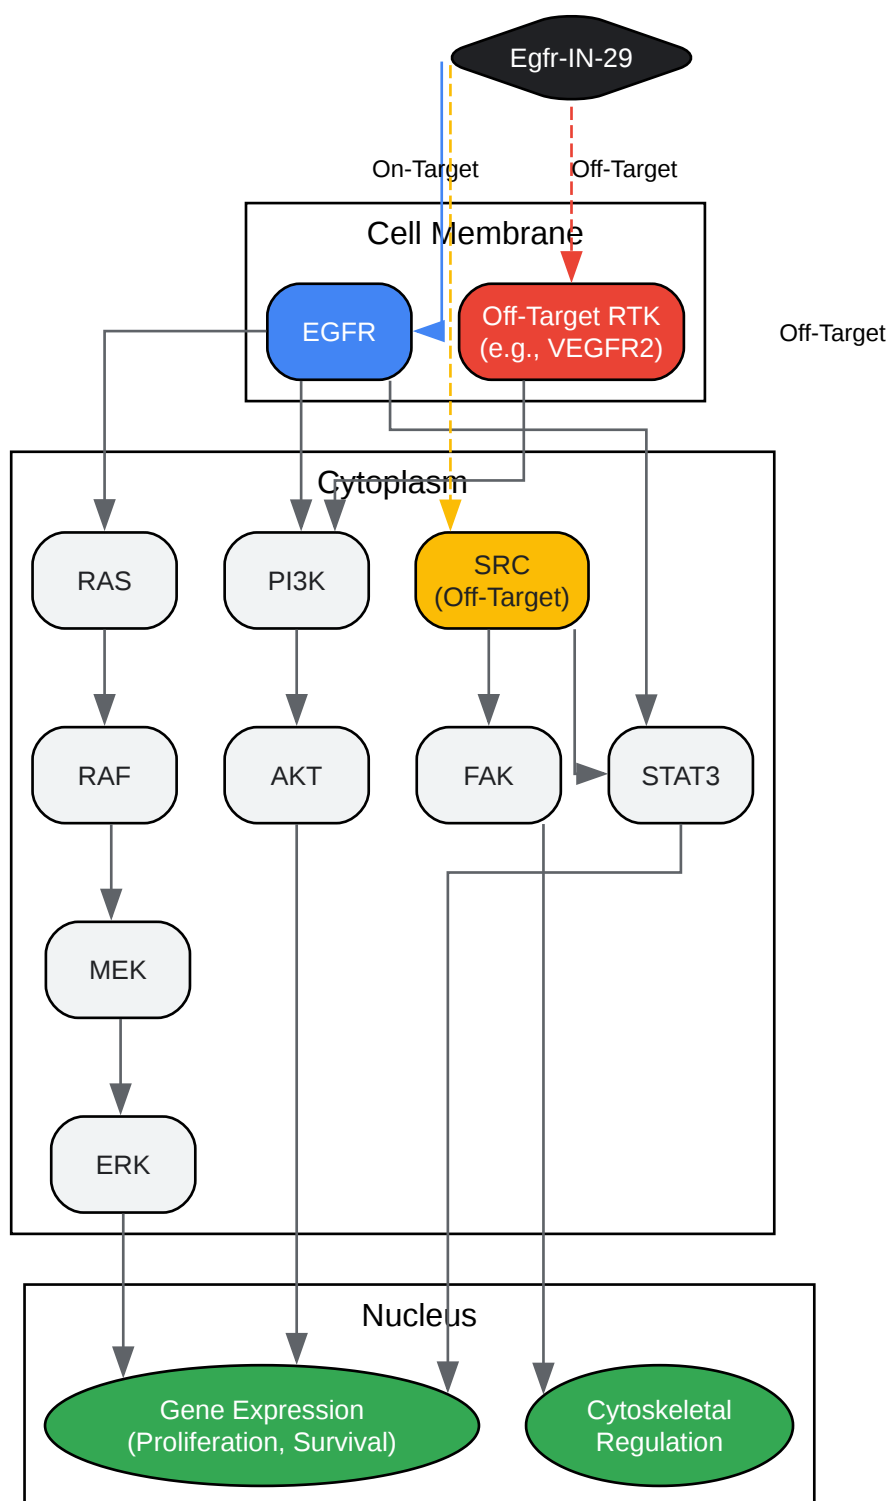 Egfr-IN-29
On-Target
Off-Target
Cell Membrane
EGFR
Off-Target RTK
(e.g., VEGFR2)
Off-Target
Cytoplasm
RAS
PI3K
SRC
(Off-Target)
RAF
AKT
FAK
STAT3
MEK
ERK
Nucleus
Gene Expression
(Proliferation, Survival)
Cytoskeletal
Regulation